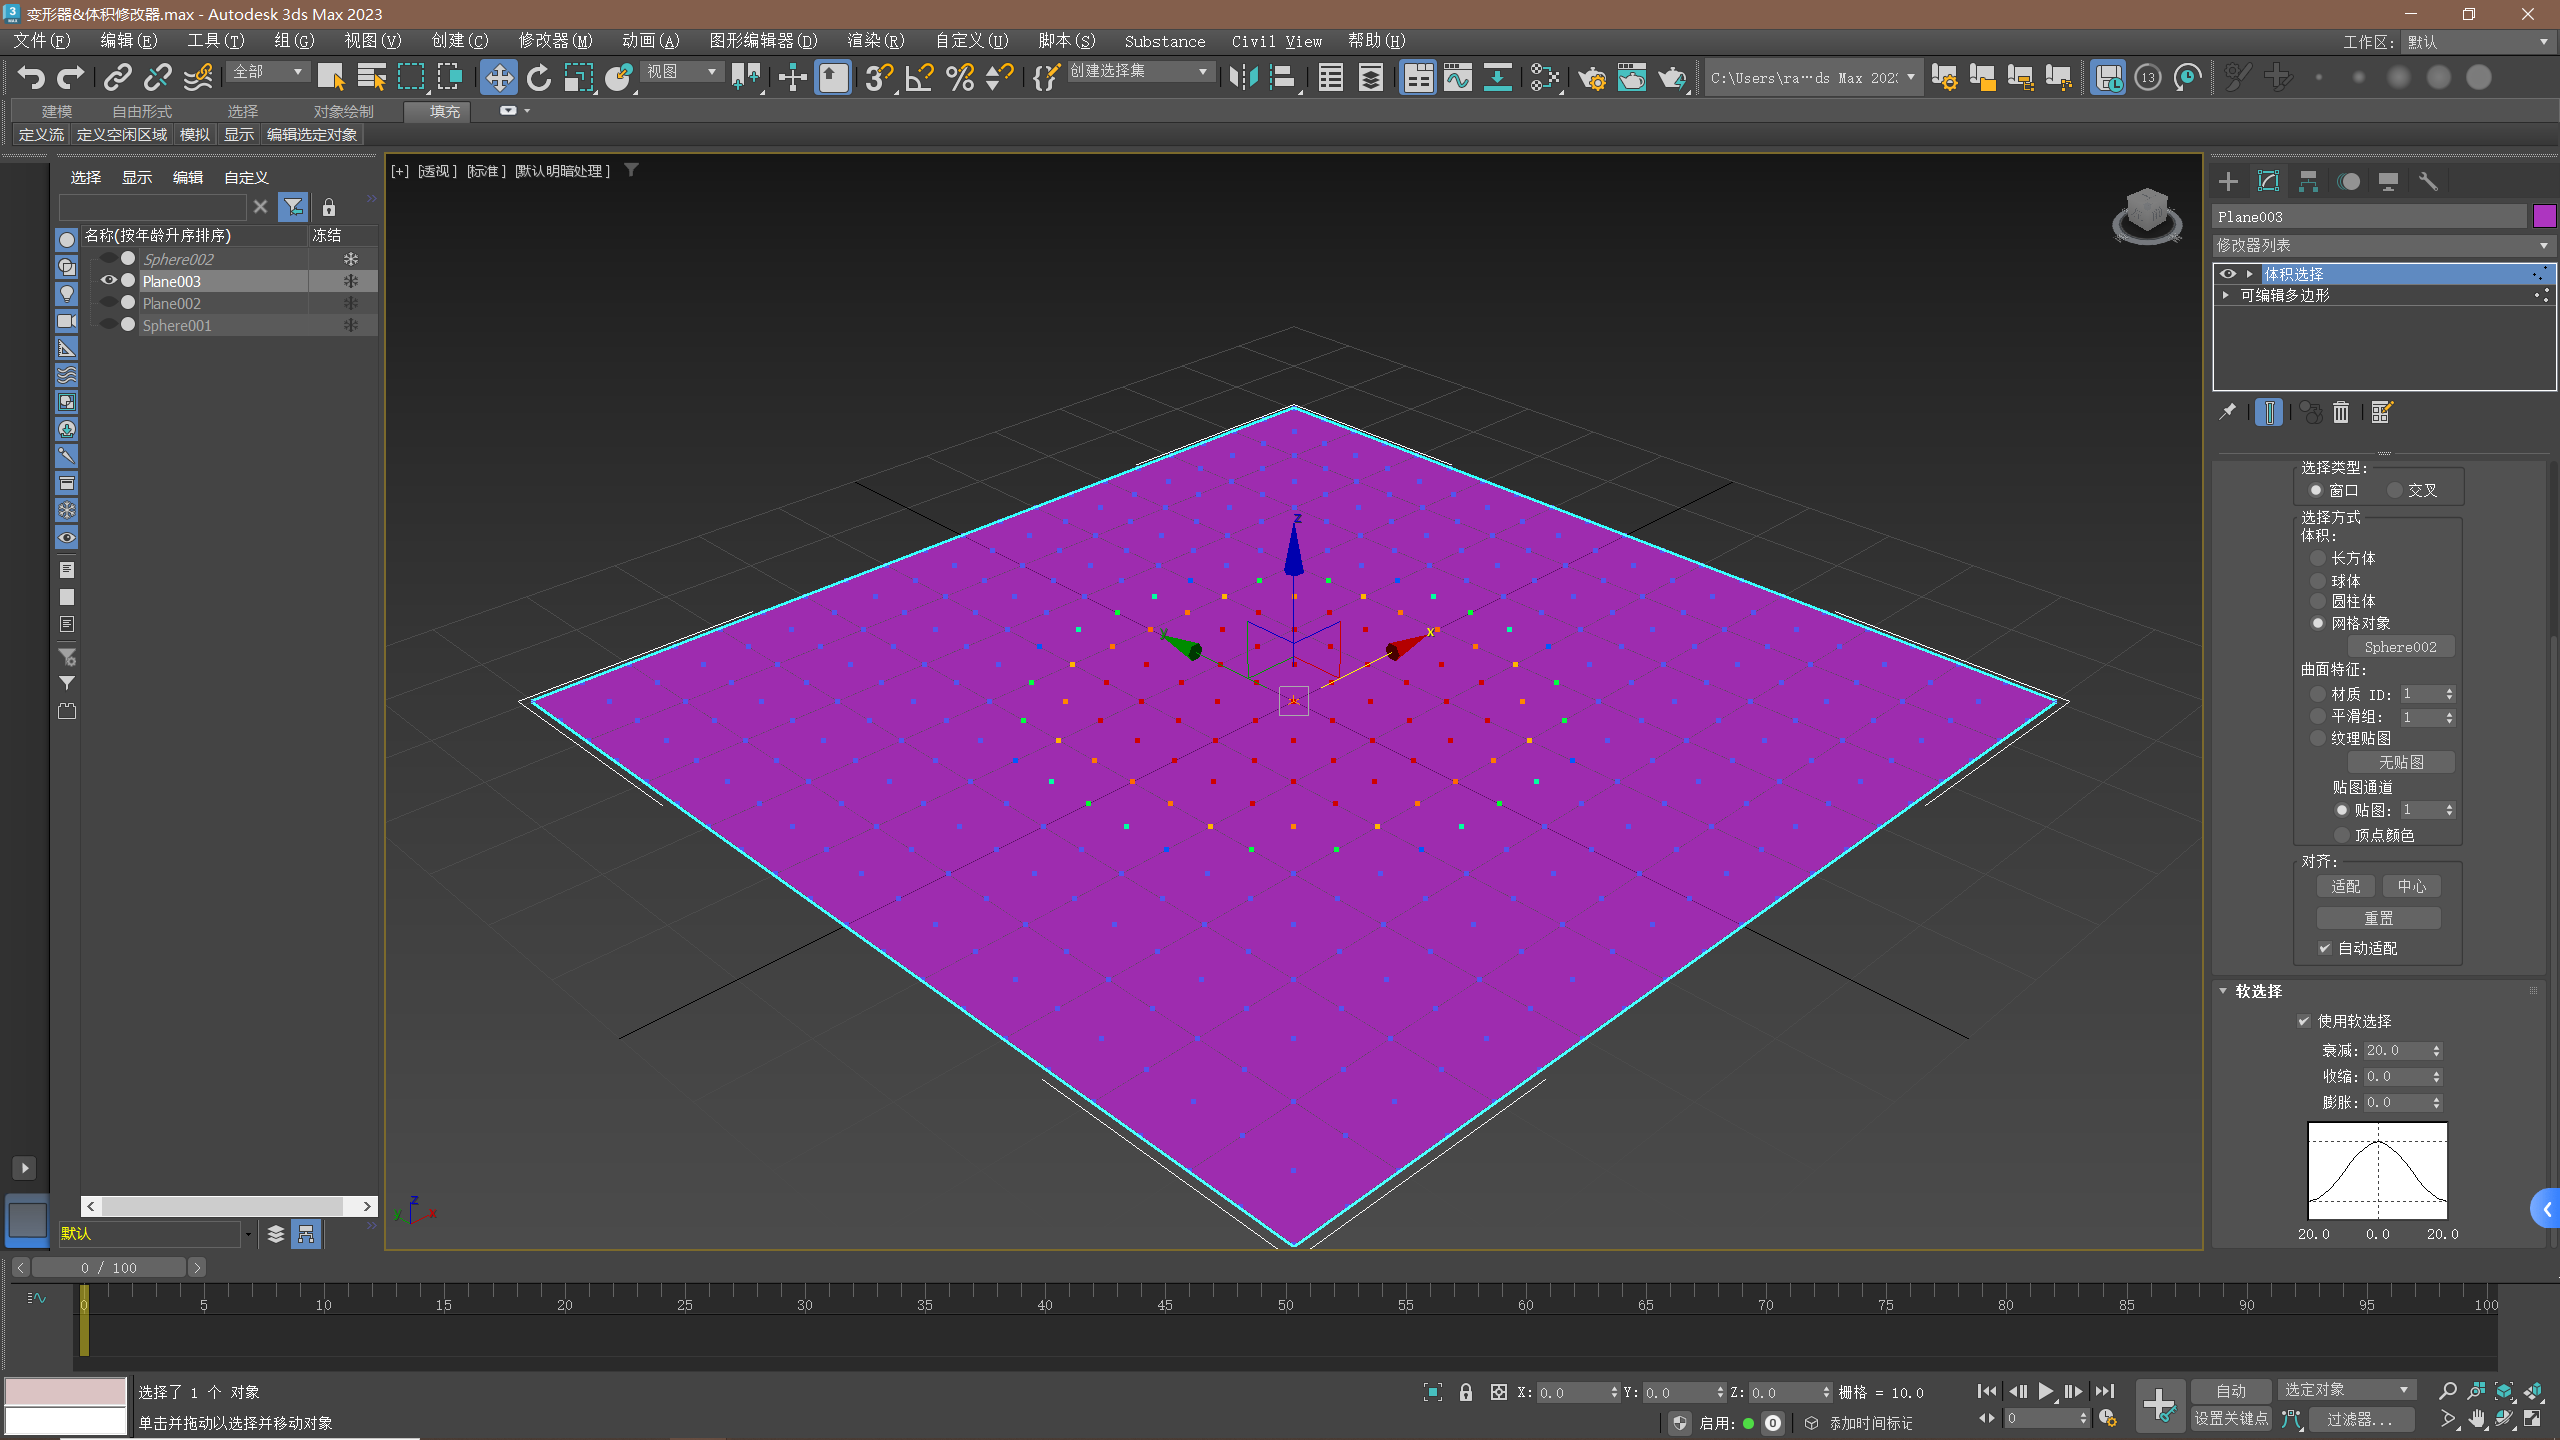 变形器&体积修改器.max - Autodesk 3ds Max 2023
文件(F) 编辑(E) 工具(T) 组(G) 视图(V) 创建(C) 修改器(M) 动画(A) 图形编辑器(D) 渲染(R) 自定义(U) 脚本(S) Substance Civil View 帮助(H) 工作区: 默认
全部 视图 创建选择集 C:\Users\ra···ds Max 202 13
建模 自由形式 选择 对象绘制 填充
定义流 定义空闲区域 模拟 显示 编辑选定对象
选择 显示 编辑 自定义
名称(按年龄升序排序) 冻结
Sphere002
Plane003
Plane002
Sphere001
默认
[+] [透视] [标准] [默认明暗处理]
z
y
x
z
y
x
Plane003
修改器列表
体积选择
可编辑多边形
选择类型:
窗口 交叉
选择方式
体积:
长方体
球体
圆柱体
网格对象
Sphere002
曲面特征:
材质 ID: 1
平滑组: 1
纹理贴图
无贴图
贴图通道
贴图: 1
顶点颜色
对齐:
适配 中心
重置
自动适配
软选择
使用软选择
衰减: 20.0
收缩: 0.0
膨胀: 0.0
20.0 0.0 20.0
0 / 100
0 5 10 15 20 25 30 35 40 45 50 55 60 65 70 75 80 85 90 95 100
选择了 1 个 对象
单击并拖动以选择并移动对象
X: 0.0 Y: 0.0 Z: 0.0 栅格 = 10.0
启用: 0 添加时间标记
0
自动 选定对象
设置关键点 过滤器...